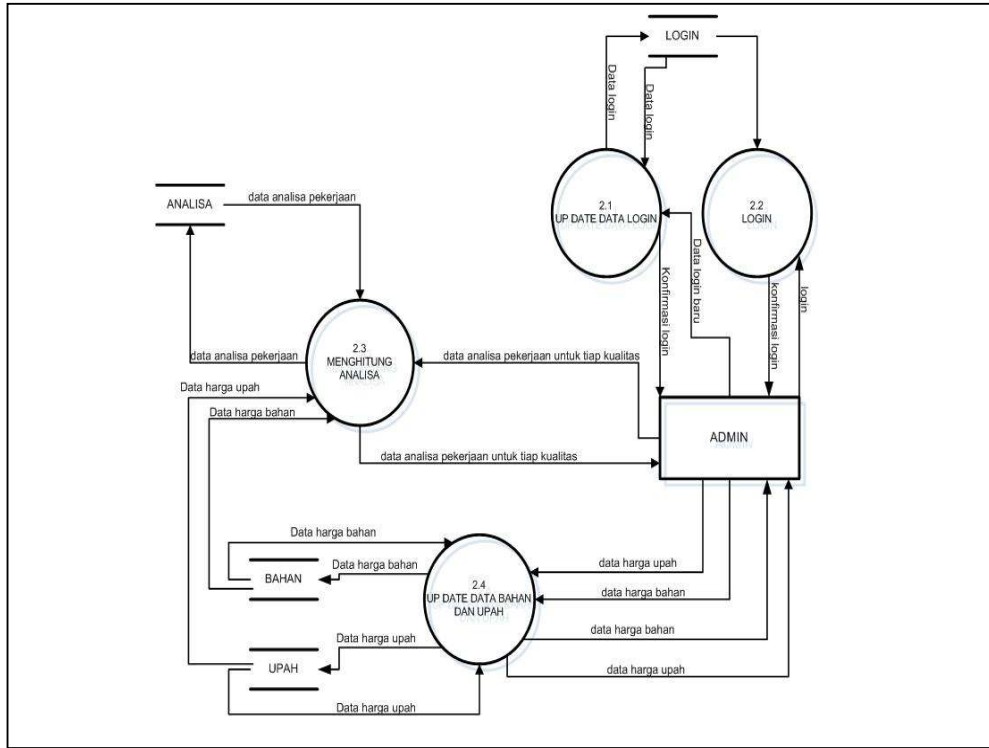 LOGIN
Data login
Data login
2.1
UP DATE DATA LOGIN
2.2
LOGIN
ANALISA
data analisa pekerjaan
Konfirmasi login
Data login baru
konfirmasi login
login
2.3
MENGHITUNG
ANALISA
data analisa pekerjaan
data analisa pekerjaan untuk tiap kualitas
Data harga upah
Data harga bahan
ADMIN
data analisa pekerjaan untuk tiap kualitas
Data harga bahan
Data harga bahan
BAHAN
2.4
UP DATE DATA BAHAN
DAN UPAH
data harga upah
data harga bahan
data harga bahan
Data harga upah
UPAH
data harga upah
Data harga upah